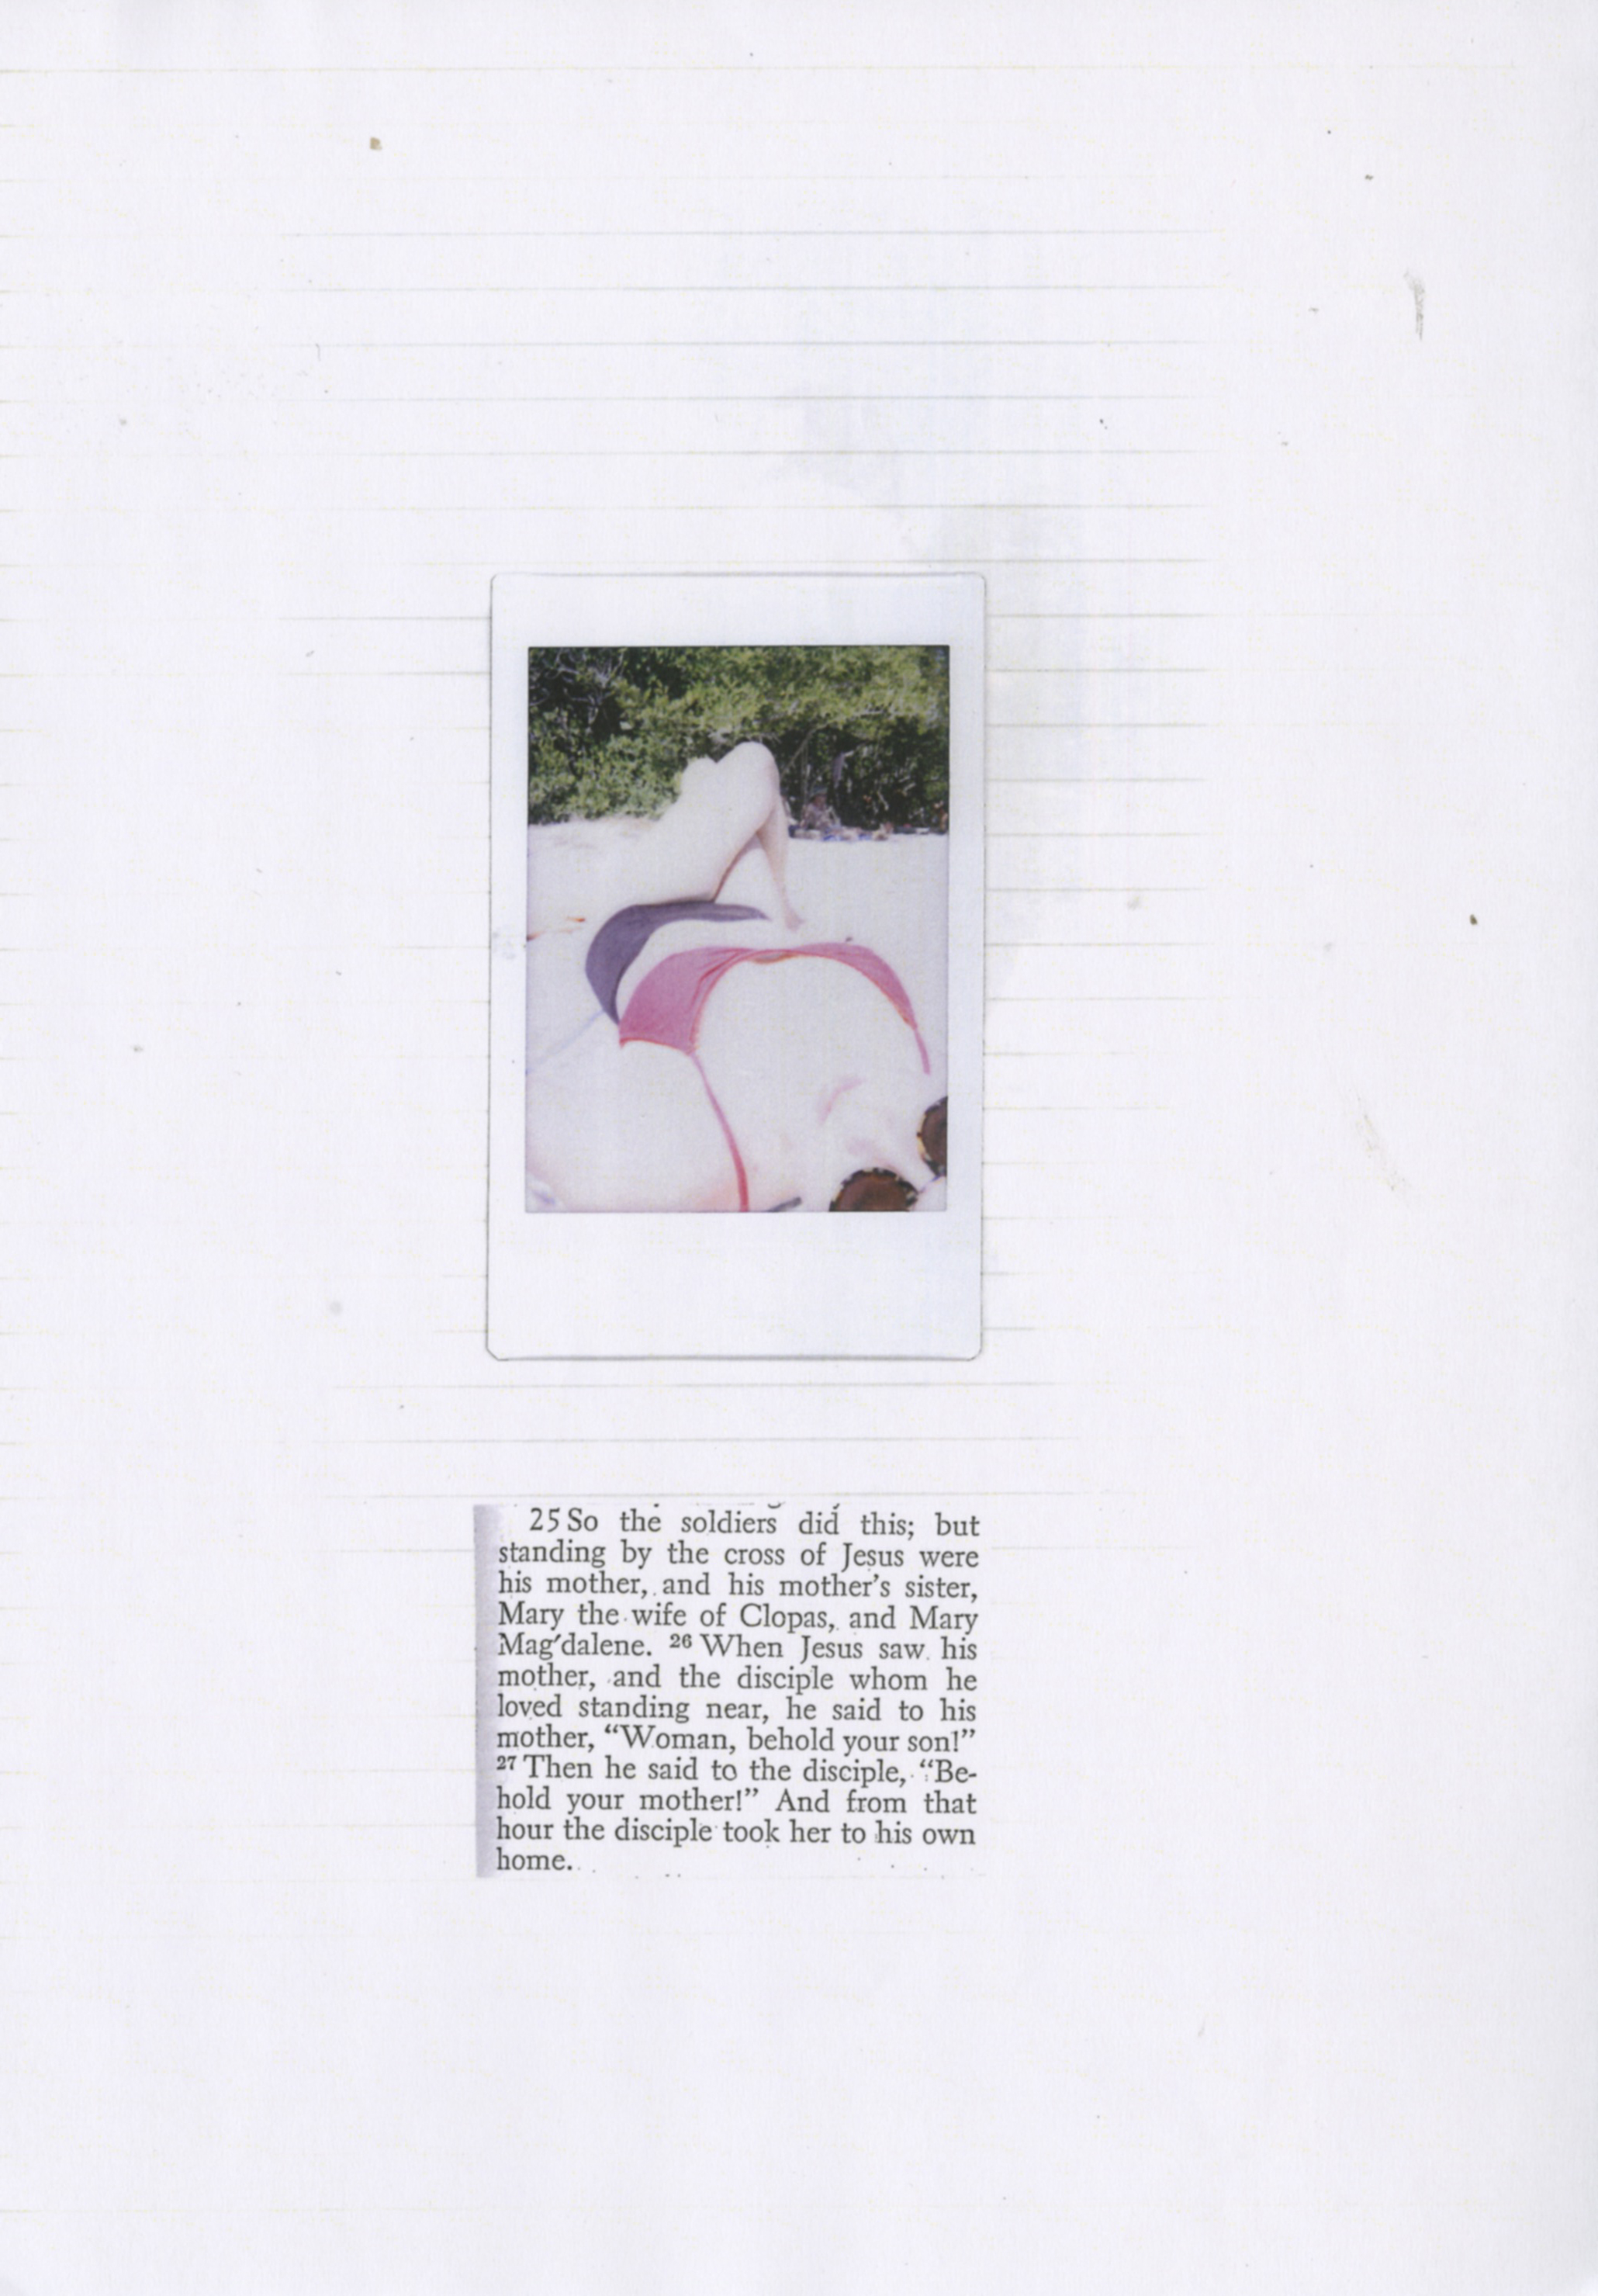 25 So the soldiers did this; but
standing by the cross of Jesus were
his mother, and his mother's sister,
Mary the wife of Clopas, and Mary
Mag′dalene. 26 When Jesus saw his
mother, and the disciple whom he
loved standing near, he said to his
mother, “Woman, behold your son!”
27 Then he said to the disciple, “Be-
hold your mother!” And from that
hour the disciple took her to his own
home.